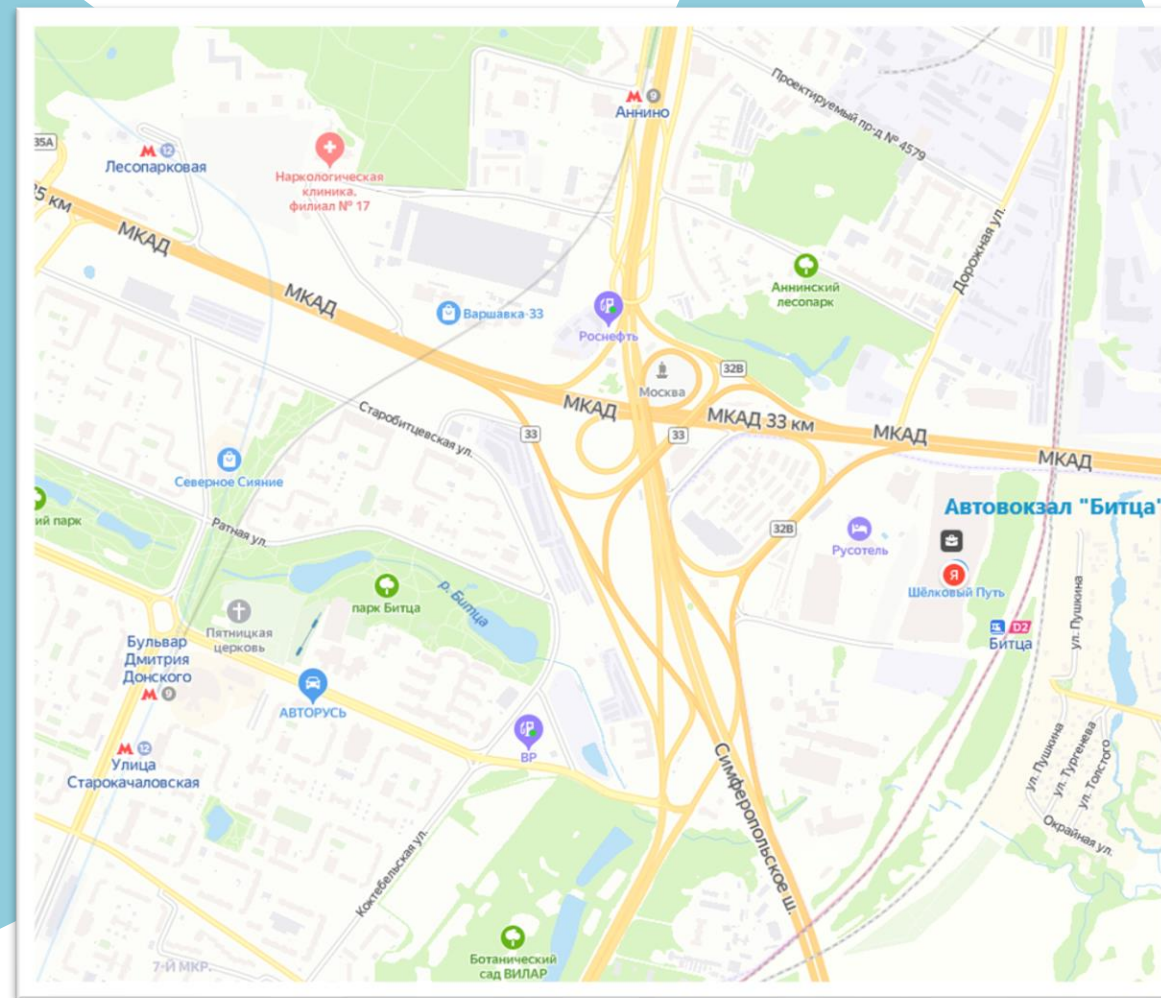 М 9
Аннино
Проектируемый пр-д № 4579
35А
М 12
Лесопарковая
Наркологическая
клиника.
филиал № 17
МКАД
Дорожная ул.
Аннинский
лесопарк
МКАД
Варшавка-33
Роснефть
32В
Москва
МКАД
МКАД 33 км
МКАД
МКАД
Старобитцевская ул.
33
33
Северное Сияние
Автовокзал "Битца"
ий парк
Ратная ул.
32В
Русотель
Я
Шёлковый Путь
парк Битца
р. Битца
Пятницкая
церковь
D2
Битца
ул. Пушкина
Бульвар
Дмитрия
Донского
М 9
АВТОРУСЬ
BP
М 12
Улица
Старокачаловская
Симферопольское ш.
ул. Пушкина
ул. Тургенева
ул. Толстого
Окрайная ул.
Коктебельская ул.
Ботанический
сад ВИЛАР
7-Й МКР.